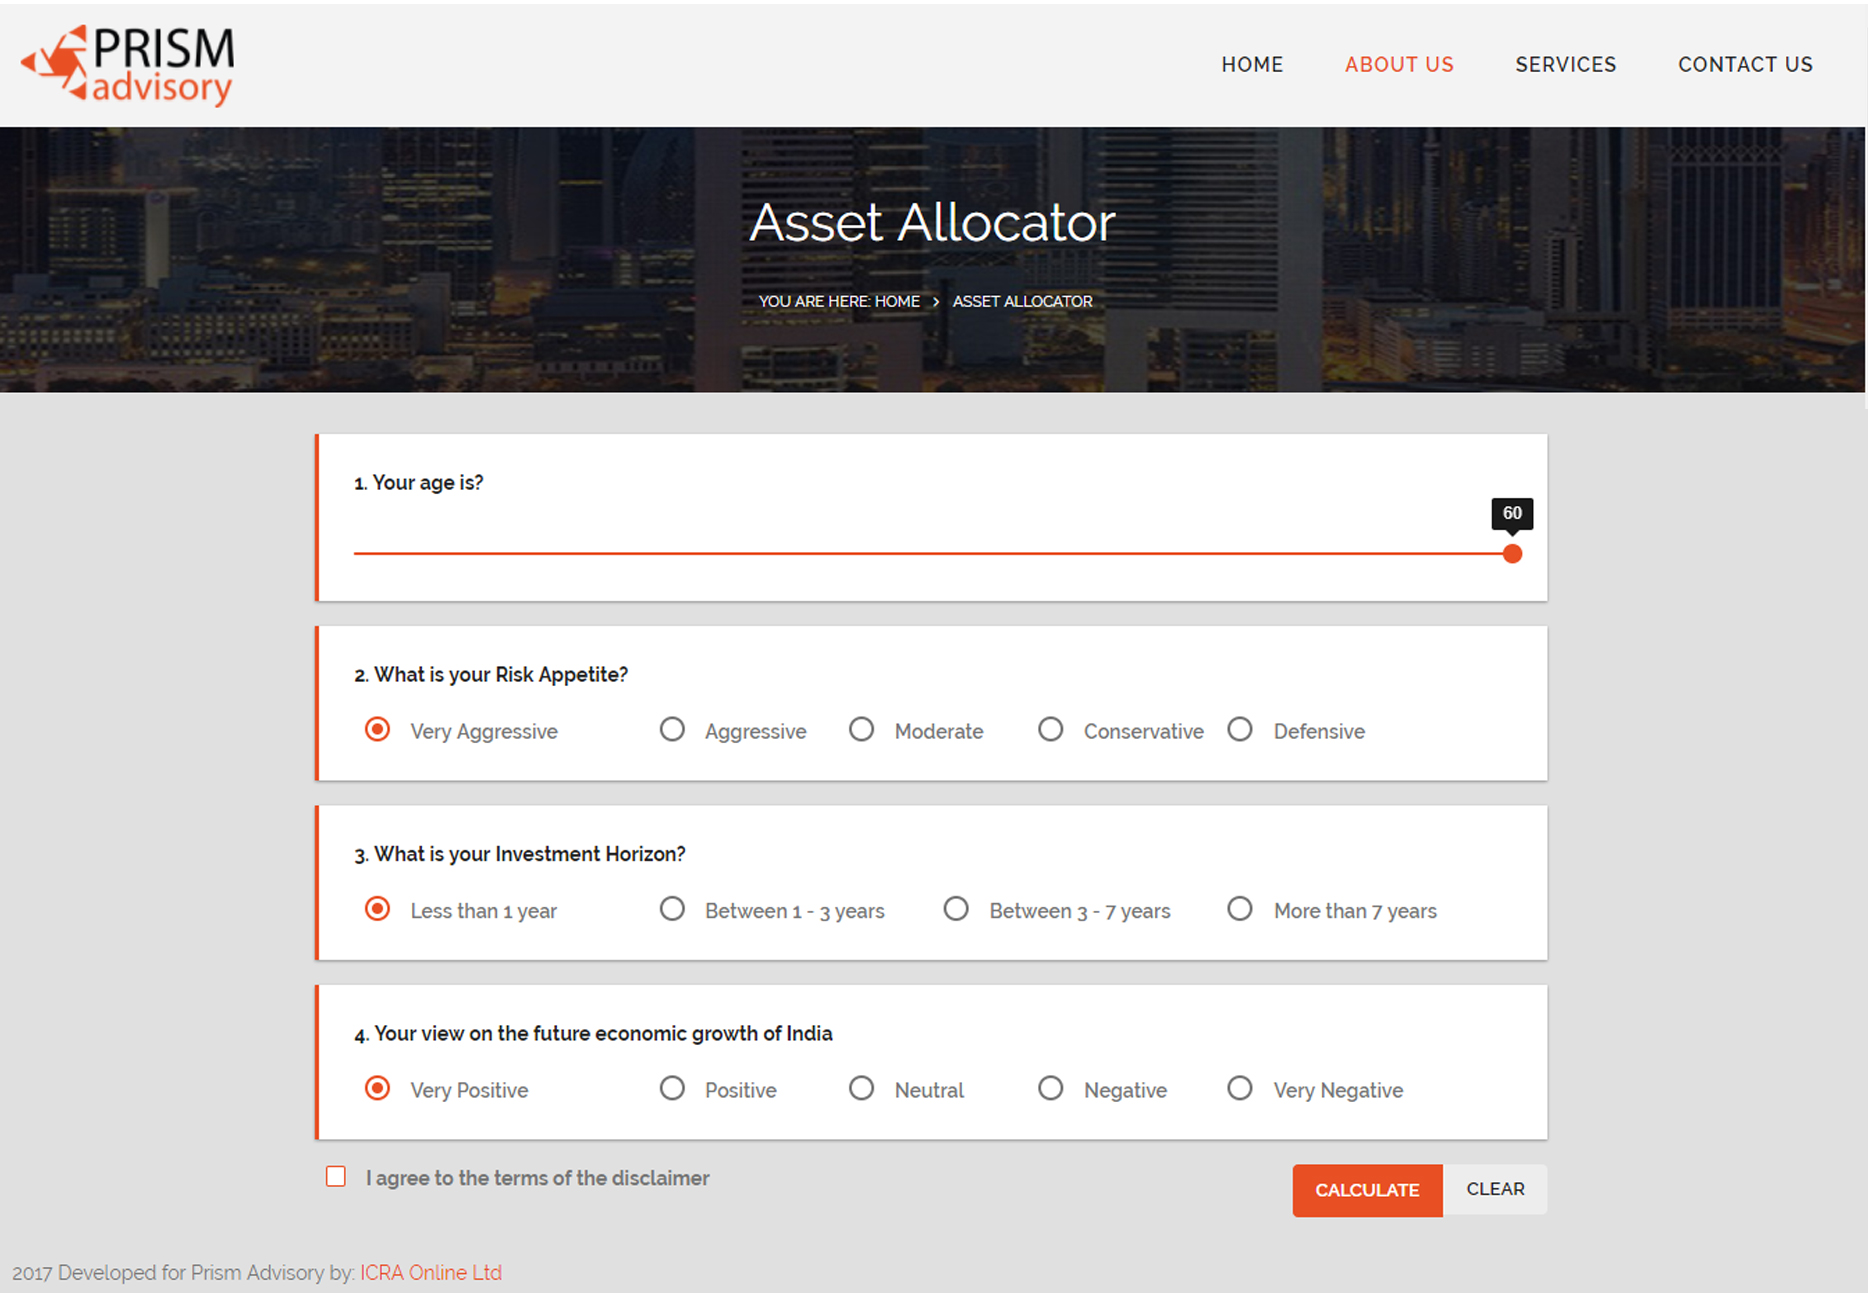 PRISM
advisory
HOME ABOUT US SERVICES CONTACT US
Asset Allocator
YOU ARE HERE: HOME > ASSET ALLOCATOR
1. Your age is?
60
2. What is your Risk Appetite?
Very Aggressive Aggressive Moderate Conservative Defensive
3. What is your Investment Horizon?
Less than 1 year Between 1 - 3 years Between 3 - 7 years More than 7 years
4. Your view on the future economic growth of India
Very Positive Positive Neutral Negative Very Negative
I agree to the terms of the disclaimer
CALCULATE CLEAR
2017 Developed for Prism Advisory by: ICRA Online Ltd